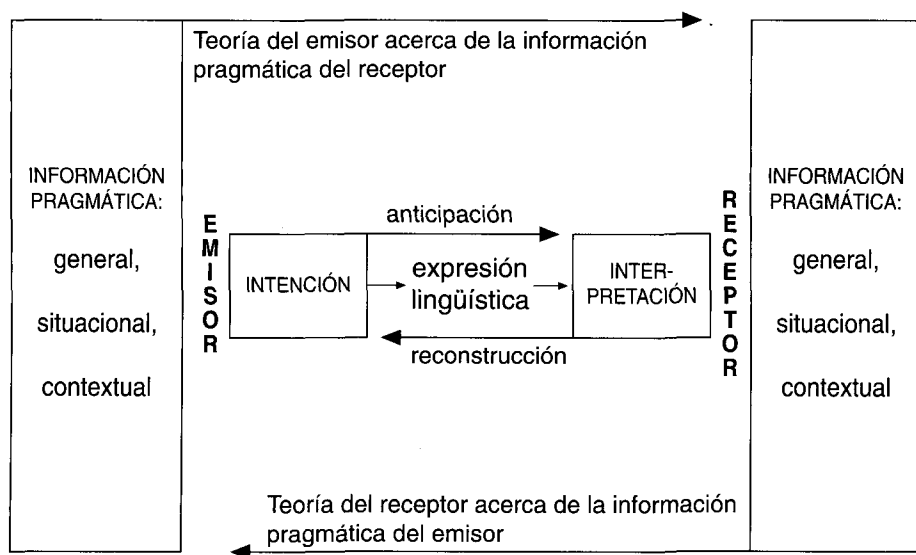 Teoría del emisor acerca de la información
pragmática del receptor
INFORMACIÓN
PRAGMÁTICA:
general,
situacional,
contextual
EMISOR
INTENCIÓN
anticipación
expresión
lingüística
reconstrucción
INTER-
PRETACIÓN
RECEPTOR
INFORMACIÓN
PRAGMÁTICA:
general,
situacional,
contextual
Teoría del receptor acerca de la información
pragmática del emisor